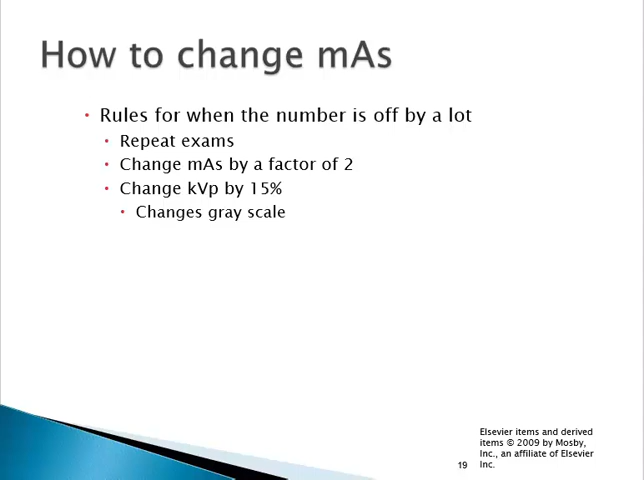 How to change mAs
• Rules for when the number is off by a lot
• Repeat exams
• Change mAs by a factor of 2
• Change kVp by 15%
• Changes gray scale
Elsevier items and derived
items © 2009 by Mosby,
Inc., an affiliate of Elsevier
19 Inc.